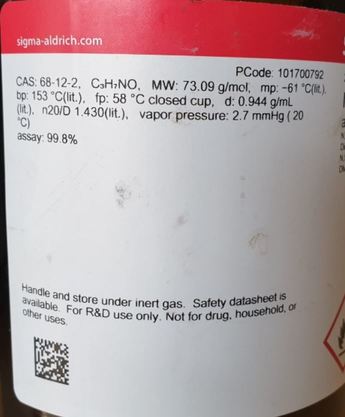 sigma-aldrich.com
PCode: 101700792
CAS: 68-12-2, C₃H₇NO, MW: 73.09 g/mol, mp: -61 °C(lit.),
bp: 153 °C(lit.), fp: 58 °C closed cup, d: 0.944 g/mL
(lit.), n20/D 1.430(lit.), vapor pressure: 2.7 mmHg ( 20
°C)
assay: 99.8%
Handle and store under inert gas. Safety datasheet is
available. For R&D use only. Not for drug, household, or
other uses.